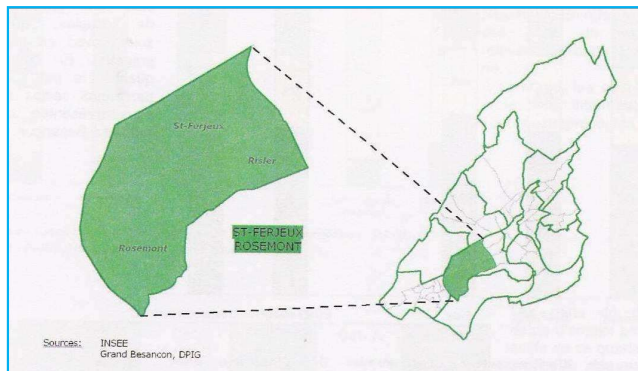 St-Ferjeux
Risler
Rosemont
ST-FERJEUX
ROSEMONT
Sources: INSEE
Grand Besancon, DPIG